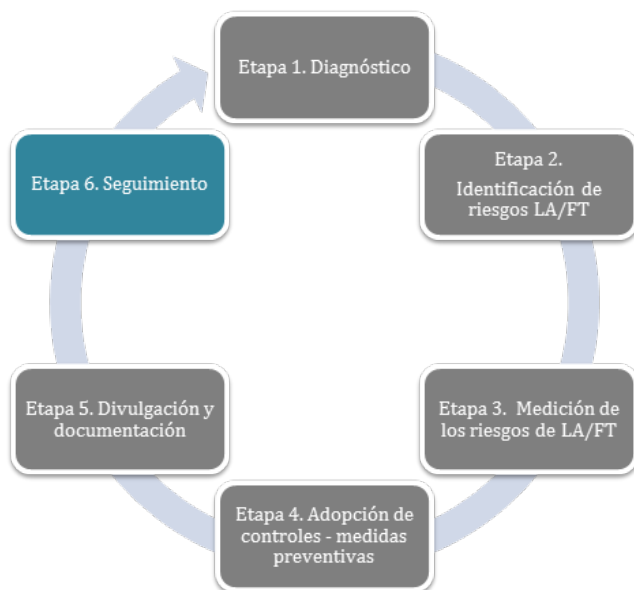 Etapa 1. Diagnóstico
Etapa 2.
Identificación de
riesgos LA/FT
Etapa 3. Medición de
los riesgos de LA/FT
Etapa 4. Adopción de
controles - medidas
preventivas
Etapa 5. Divulgación y
documentación
Etapa 6. Seguimiento